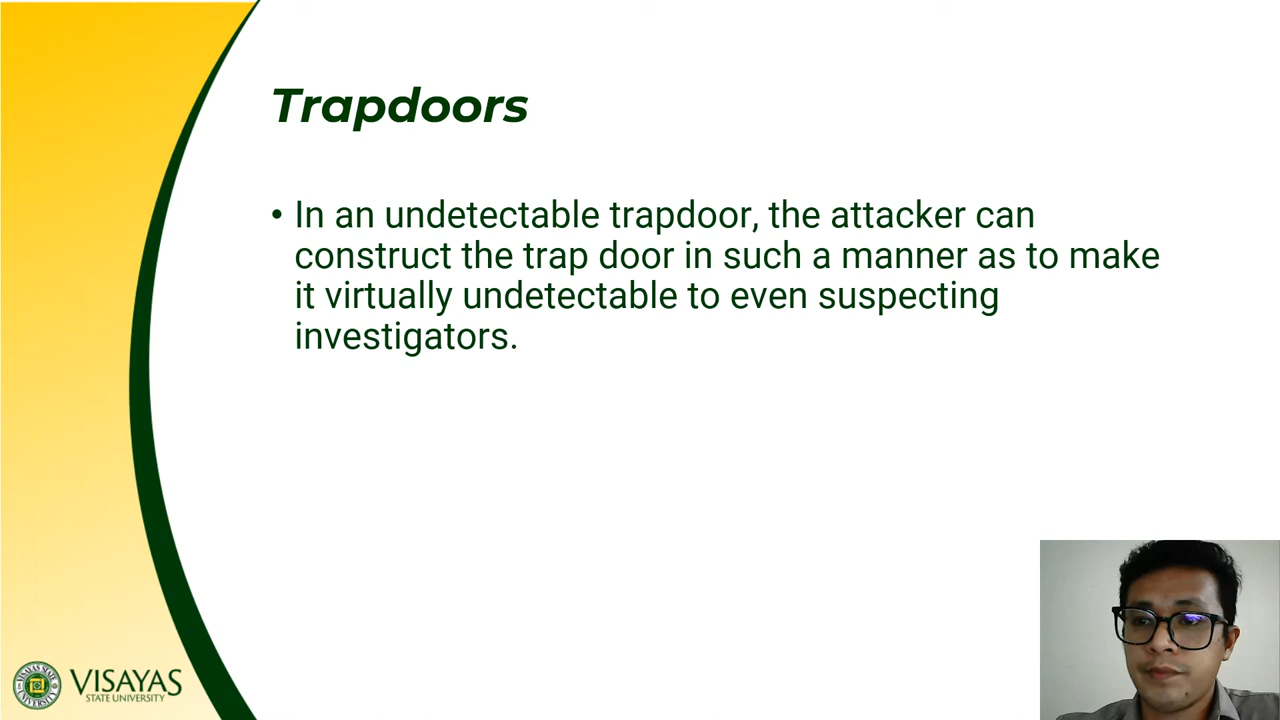 Trapdoors
• In an undetectable trapdoor, the attacker can
construct the trap door in such a manner as to make
it virtually undetectable to even suspecting
investigators.
VISAYAS
STATE UNIVERSITY